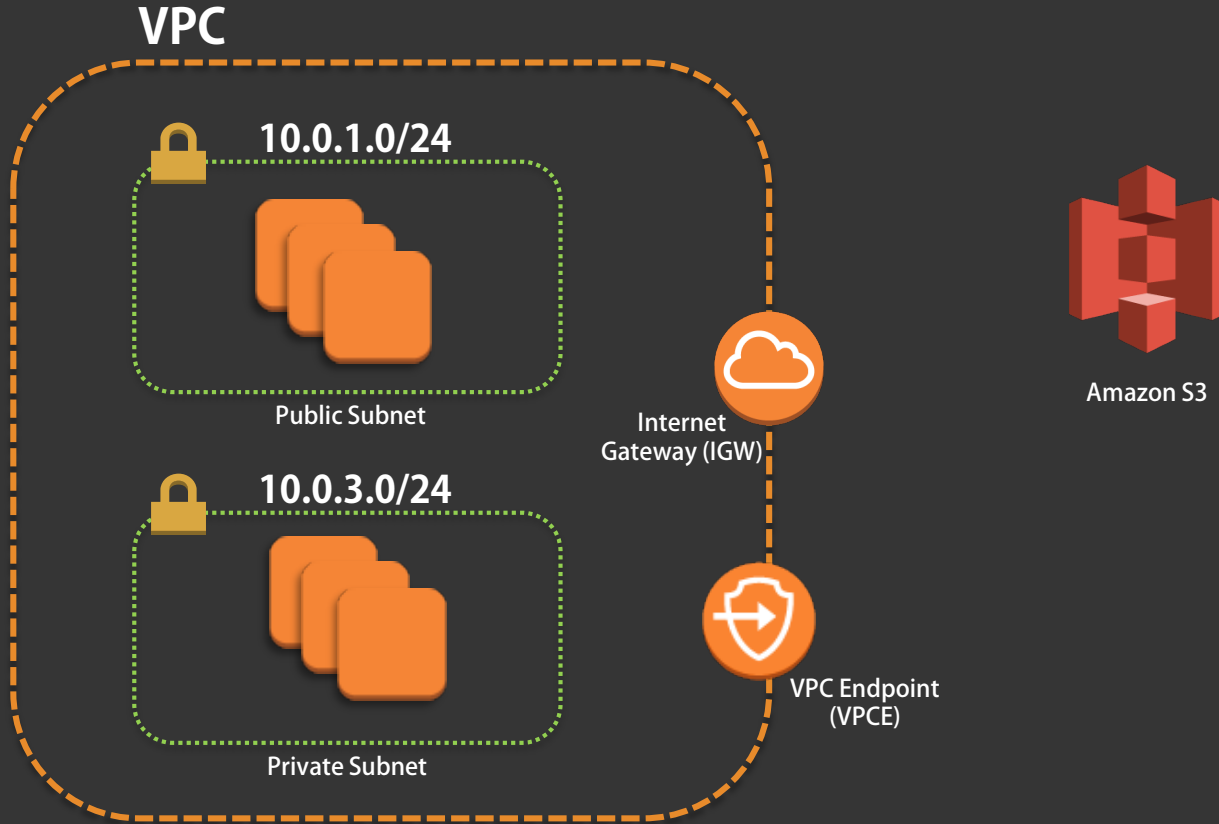 VPC
10.0.1.0/24
Public Subnet
Internet
Gateway (IGW)
Amazon S3
10.0.3.0/24
Private Subnet
VPC Endpoint
(VPCE)